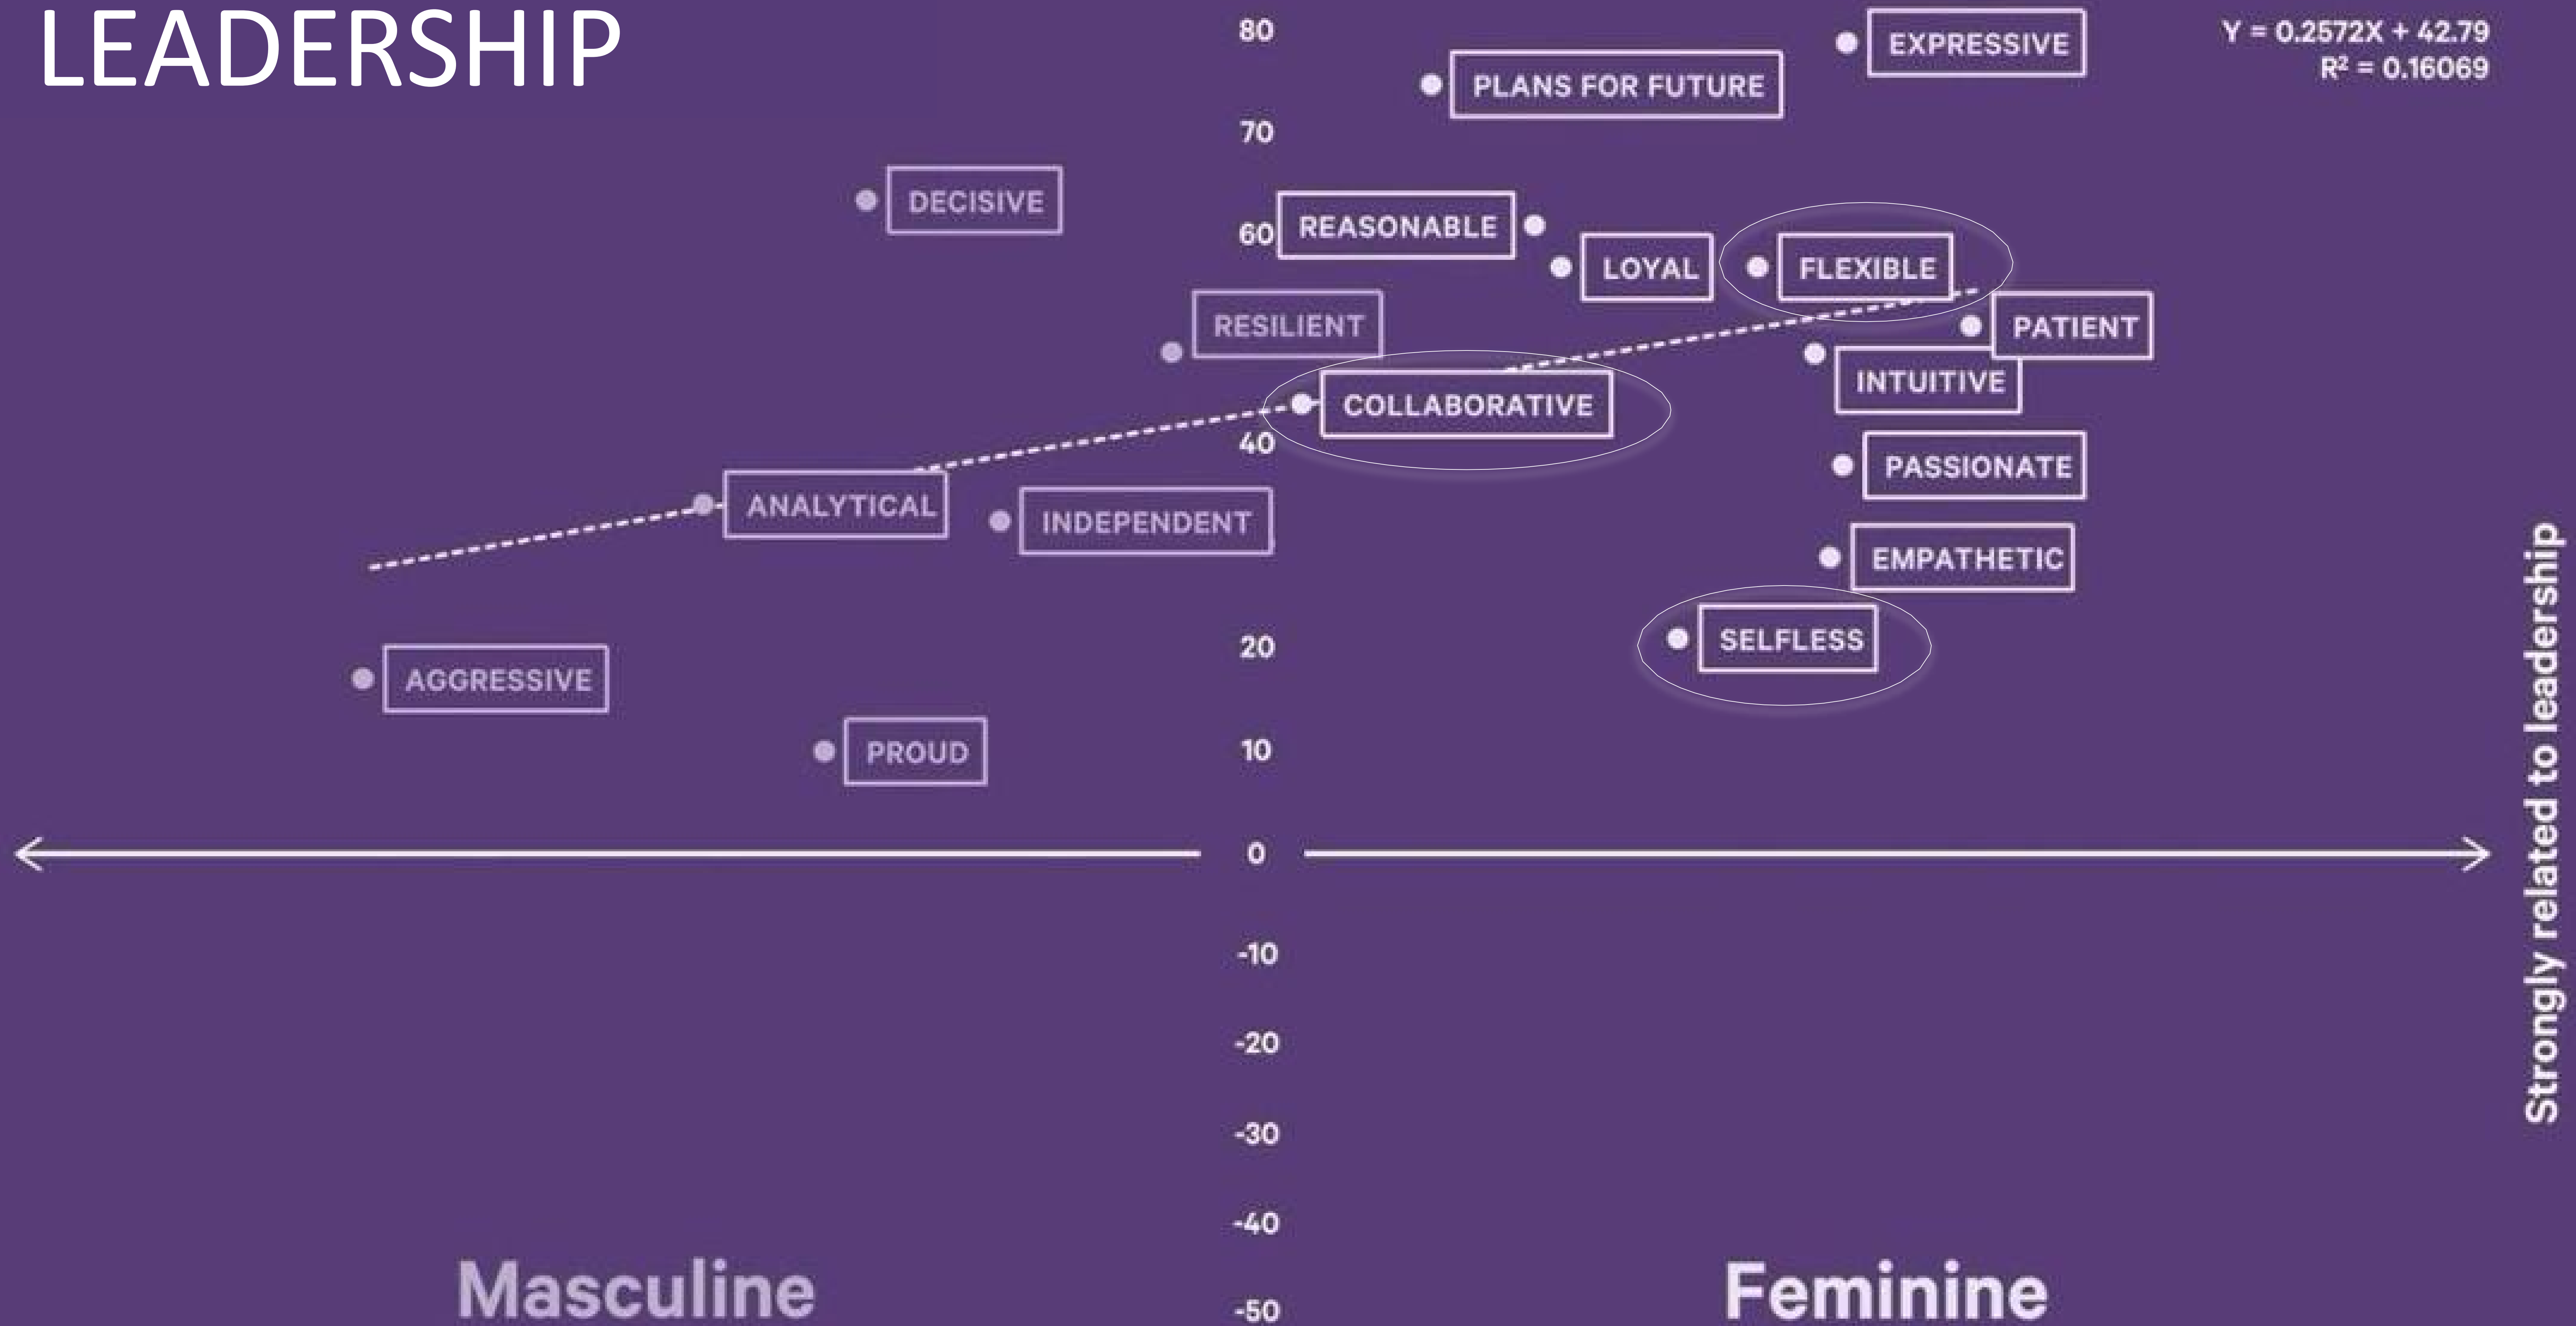 LEADERSHIP
80
EXPRESSIVE
Y = 0.2572X + 42.79
R² = 0.16069
PLANS FOR FUTURE
70
DECISIVE
REASONABLE
60
LOYAL
FLEXIBLE
RESILIENT
PATIENT
INTUITIVE
COLLABORATIVE
40
PASSIONATE
ANALYTICAL
INDEPENDENT
EMPATHETIC
SELFLESS
20
AGGRESSIVE
PROUD
10
0
-10
-20
-30
-40
-50
Masculine
Feminine
Strongly related to leadership